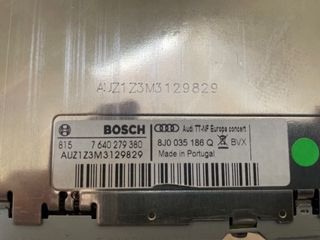 AUZ1Z3M3129829
BOSCH
Audi TT-NF Europa concert
815 7 640 279 380
8J0 035 186 Q BVX
AUZ1Z3M3129829
Made in Portugal